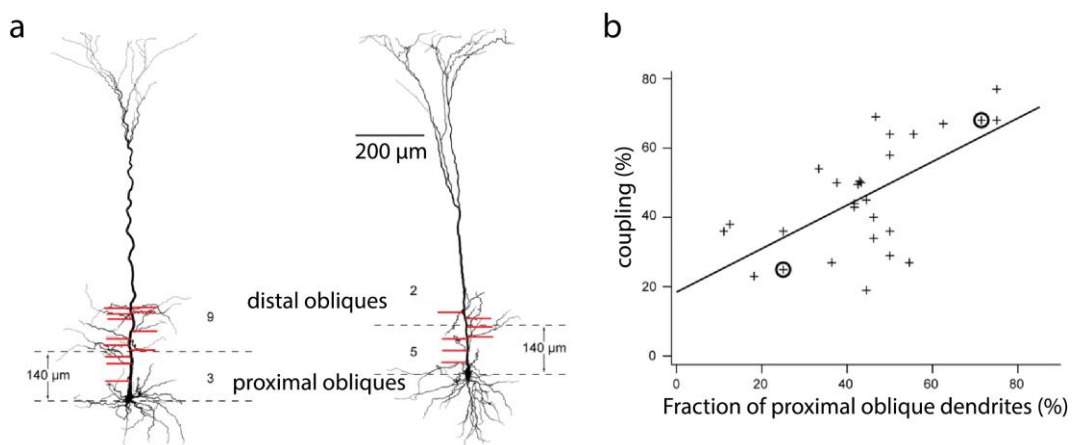 a
200 µm
distal obliques
9
2
140 µm
3
5
140 µm
proximal obliques
b
coupling (%)
80
60
40
20
0
0 20 40 60 80
Fraction of proximal oblique dendrites (%)